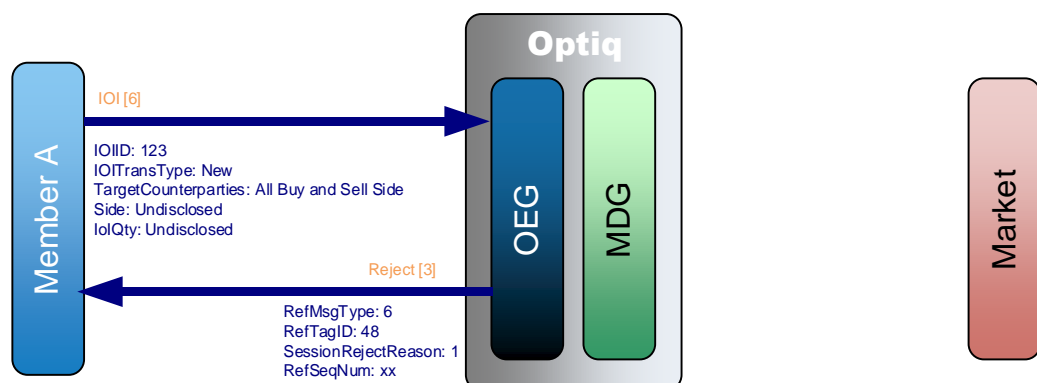 Optiq
IOI [6]
IOIID: 123
IOITransType: New
TargetCounterparties: All Buy and Sell Side
Side: Undisclosed
IoIQty: Undisclosed
Member A
OEG
MDG
Market
Reject [3]
RefMsgType: 6
RefTagID: 48
SessionRejectReason: 1
RefSeqNum: xx